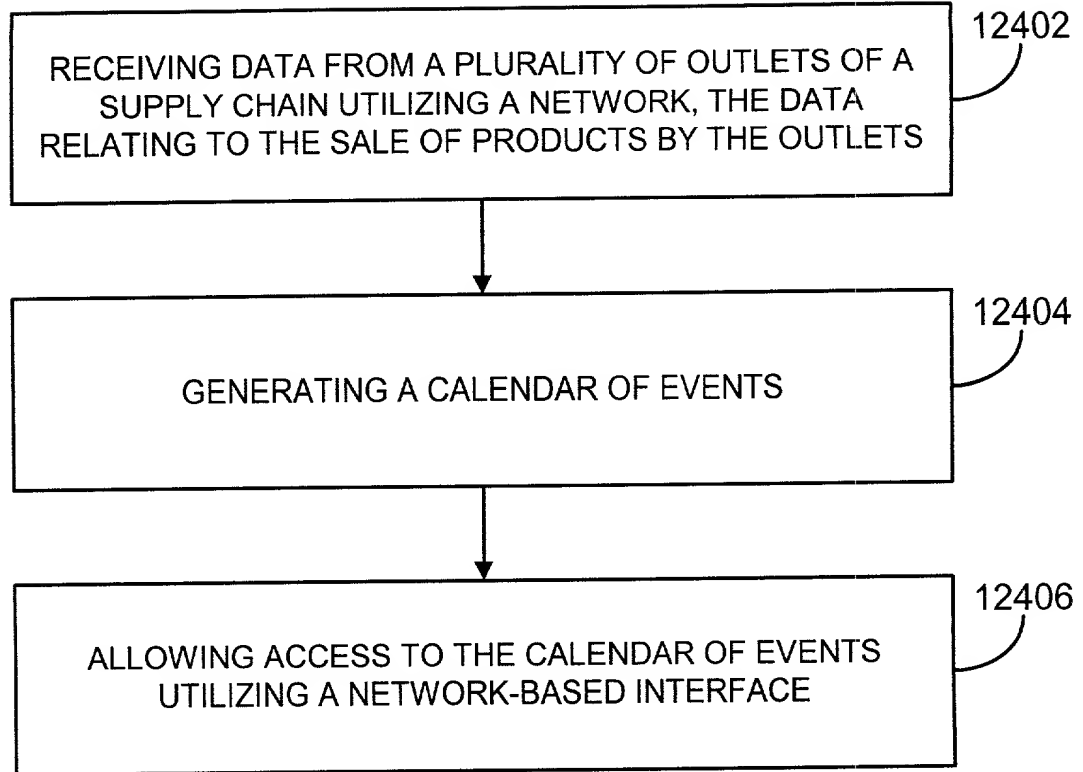 12402
RECEIVING DATA FROM A PLURALITY OF OUTLETS OF A
SUPPLY CHAIN UTILIZING A NETWORK, THE DATA
RELATING TO THE SALE OF PRODUCTS BY THE OUTLETS
12404
GENERATING A CALENDAR OF EVENTS
12406
ALLOWING ACCESS TO THE CALENDAR OF EVENTS
UTILIZING A NETWORK-BASED INTERFACE